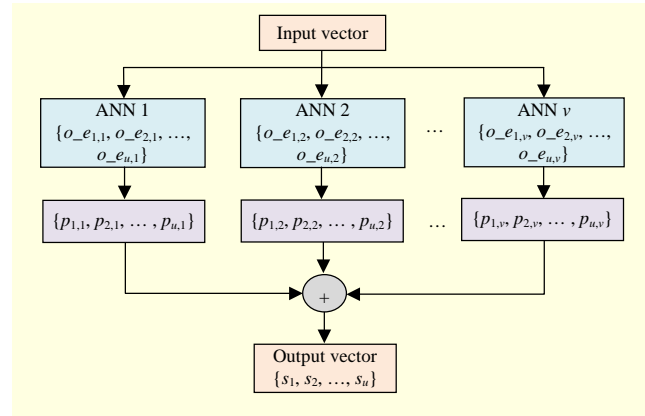 Input vector
ANN 1
{o_e1,1, o_e2,1, …,
o_eu,1}
ANN 2
{o_e1,2, o_e2,2, …,
o_eu,2}
…
ANN v
{o_e1,v, o_e2,v, …,
o_eu,v}
{p1,1, p2,1, … , pu,1}
{p1,2, p2,2, … , pu,2}
…
{p1,v, p2,v, … , pu,v}
+
Output vector
{s1, s2, …, su}